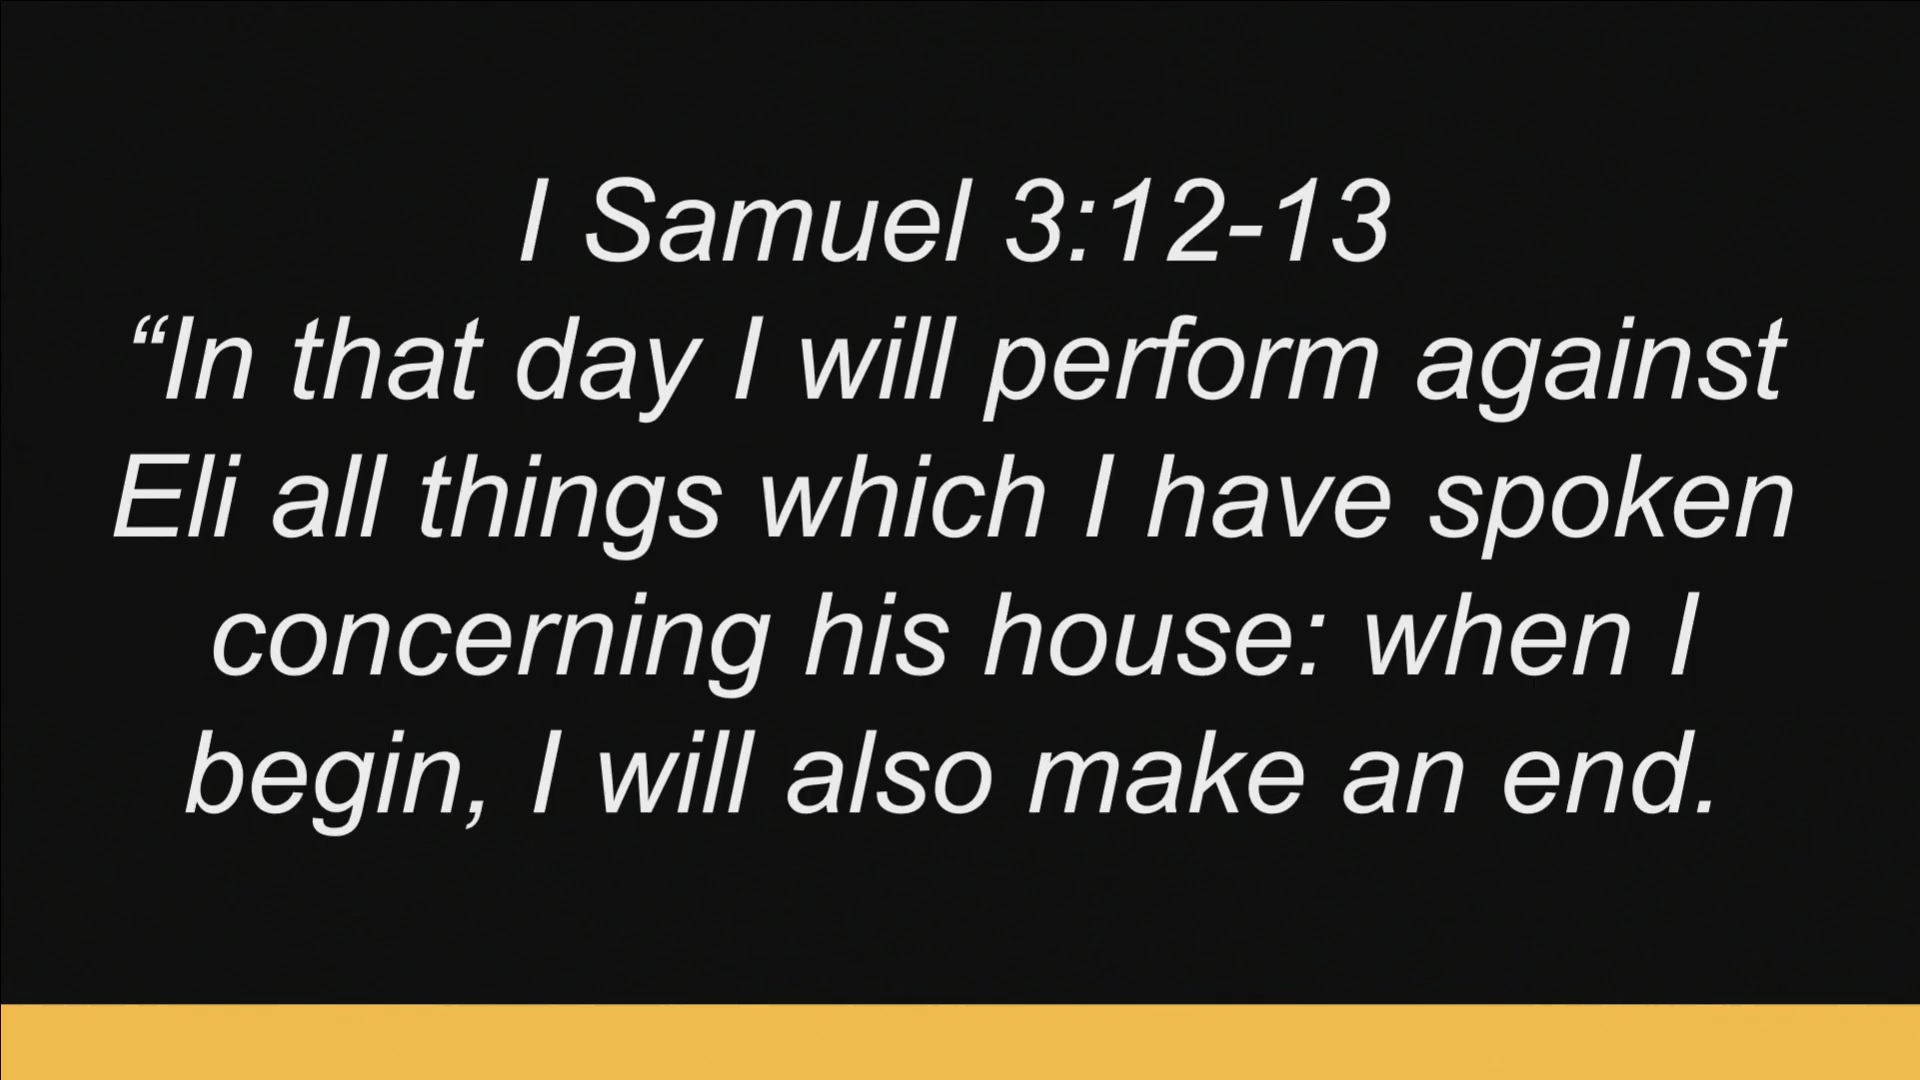 I Samuel 3:12-13
“In that day I will perform against
Eli all things which I have spoken
concerning his house: when I
begin, I will also make an end.